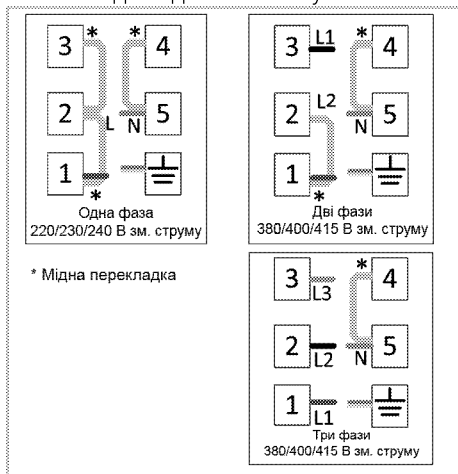 3 * * 4
2 L N 5
1 *
Одна фаза
220/230/240 В зм. струму
3 L1 * 4
2 L2 N 5
1 *
Дві фази
380/400/415 В зм. струму
* Мідна перекладка
3 L3 * 4
2 L2 N 5
1 L1
Три фази
380/400/415 В зм. струму